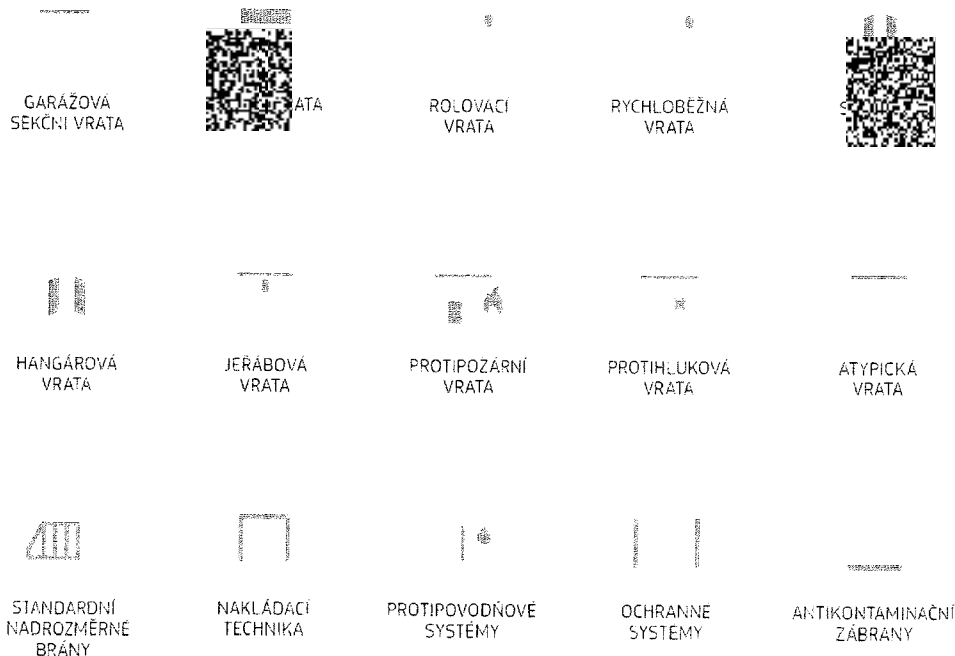 GARÁŽOVÁ
SEKČNÍ VRATA
ROLOVACÍ
VRATA
RYCHLOBĚŽNÁ
VRATA
HANGÁROVÁ
VRATA
JEŘÁBOVÁ
VRATA
PROTIPOŽÁRNÍ
VRATA
PROTIHLUKOVÁ
VRATA
ATYPICKÁ
VRATA
STANDARDNÍ
NADROZMĚRNÉ
BRÁNY
NAKLÁDACÍ
TECHNIKA
PROTIPOVODŇOVÉ
SYSTÉMY
OCHRANNÉ
SYSTÉMY
ANTIKONTAMINAČNÍ
ZÁBRANY